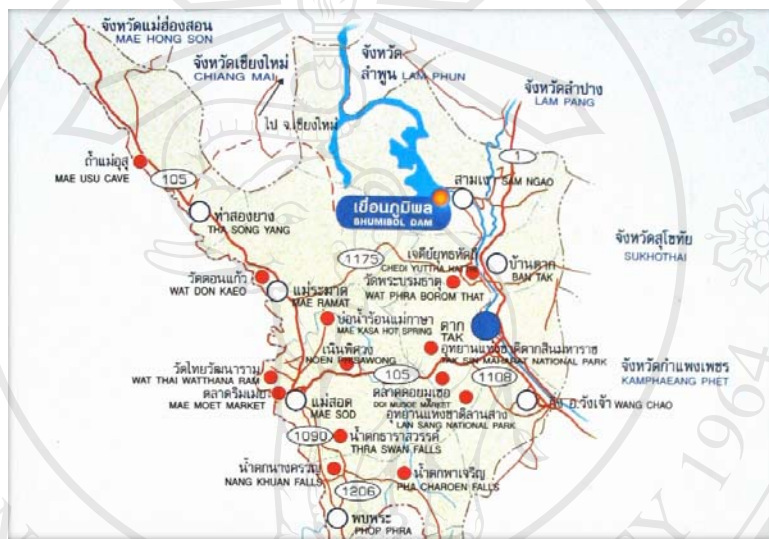 จังหวัดแม่ฮ่องสอน
MAE HONG SON
จังหวัดเชียงใหม่
CHIANG MAI
จังหวัด
ลำพูน LAM PHUN
จังหวัดลำปาง
LAM PANG
ไป จ.เชียงใหม่
1
ถ้ำแม่อุสุ
MAE USU CAVE
105
สามเงา SAM NGAO
เขื่อนภูมิพล
BHUMIBOL DAM
ท่าสองยาง
THA SONG YANG
จังหวัดสุโขทัย
SUKHOTHAI
1175
เจดีย์ยุทธหัตถี
CHEDI YUTTHA HATTHI
บ้านตาก
BAN TAK
วัดพระบรมธาตุ
WAT PHRA BOROM THAT
วัดดอนแก้ว
WAT DON KAEO
แม่ระมาด
MAE RAMAT
บ่อน้ำร้อนแม่กาษา
MAE KASA HOT SPRING
ตาก
TAK
เนินพิศวง
NOEN PHISAWONG
อุทยานแห่งชาติตากสินมหาราช
TAK SIN MAHARAT NATIONAL PARK
วัดไทยวัฒนาราม
WAT THAI WATTHANA RAM
105
1108
จังหวัดกำแพงเพชร
KAMPHAENG PHET
ตลาดริมเมย
MAE MOET MARKET
แม่สอด
MAE SOD
ตลาดดอยมูเซอ
DOI MUSOE MARKET
อุทยานแห่งชาติลานสาง
LAN SANG NATIONAL PARK
อ.วังเจ้า WANG CHAO
1090
น้ำตกธารารสวรรค์
THRA SWAN FALLS
น้ำตกนางครวญ
NANG KHUAN FALLS
น้ำตกพาเจริญ
PHA CHAROEN FALLS
1206
พบพระ
PHOP PHRA
Y 1964